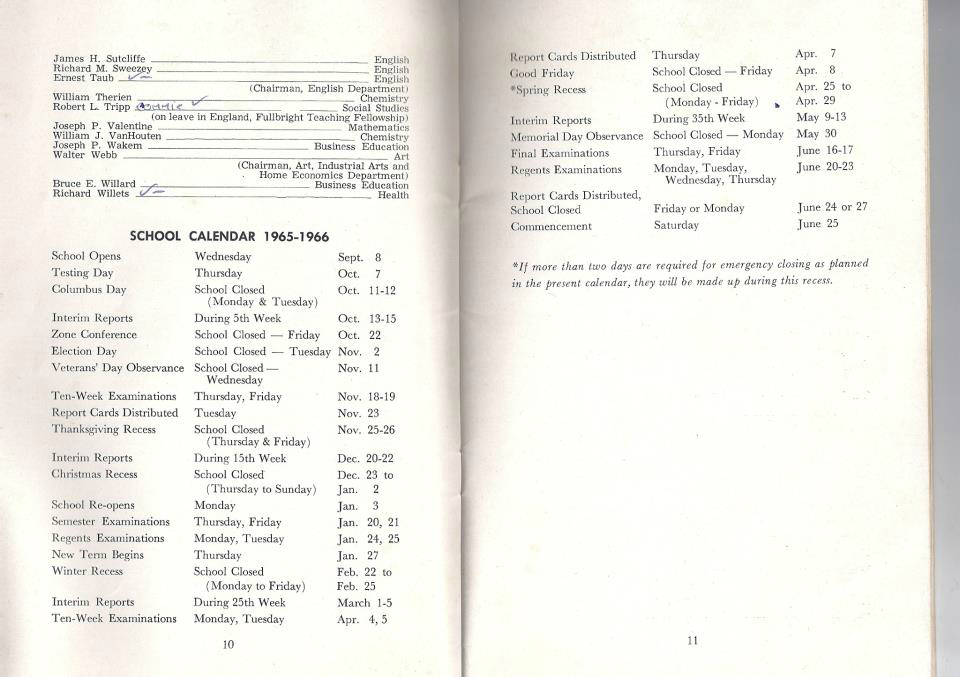 James H. Sutcliffe English
Richard M. Sweezey English
Ernest Taub English
(Chairman, English Department)
William Therien Chemistry
Robert L. Tripp commie Social Studies
(on leave in England, Fullbright Teaching Fellowship)
Joseph P. Valentine Mathematics
William J. VanHouten Chemistry
Joseph P. Wakem Business Education
Walter Webb Art
(Chairman, Art, Industrial Arts and
Home Economics Department)
Bruce E. Willard Business Education
Richard Willets Health
SCHOOL CALENDAR 1965-1966
School Opens Wednesday Sept. 8
Testing Day Thursday Oct. 7
Columbus Day School Closed Oct. 11-12
(Monday & Tuesday)
Interim Reports During 5th Week Oct. 13-15
Zone Conference School Closed — Friday Oct. 22
Election Day School Closed — Tuesday Nov. 2
Veterans' Day Observance School Closed — Nov. 11
Wednesday
Ten-Week Examinations Thursday, Friday Nov. 18-19
Report Cards Distributed Tuesday Nov. 23
Thanksgiving Recess School Closed Nov. 25-26
(Thursday & Friday)
Interim Reports During 15th Week Dec. 20-22
Christmas Recess School Closed Dec. 23 to
(Thursday to Sunday) Jan. 2
School Re-opens Monday Jan. 3
Semester Examinations Thursday, Friday Jan. 20, 21
Regents Examinations Monday, Tuesday Jan. 24, 25
New Term Begins Thursday Jan. 27
Winter Recess School Closed Feb. 22 to
(Monday to Friday) Feb. 25
Interim Reports During 25th Week March 1-5
Ten-Week Examinations Monday, Tuesday Apr. 4, 5
10
Report Cards Distributed Thursday Apr. 7
Good Friday School Closed — Friday Apr. 8
*Spring Recess School Closed Apr. 25 to
(Monday - Friday) Apr. 29
Interim Reports During 35th Week May 9-13
Memorial Day Observance School Closed — Monday May 30
Final Examinations Thursday, Friday June 16-17
Regents Examinations Monday, Tuesday, June 20-23
Wednesday, Thursday
Report Cards Distributed,
School Closed Friday or Monday June 24 or 27
Commencement Saturday June 25
*If more than two days are required for emergency closing as planned
in the present calendar, they will be made up during this recess.
11